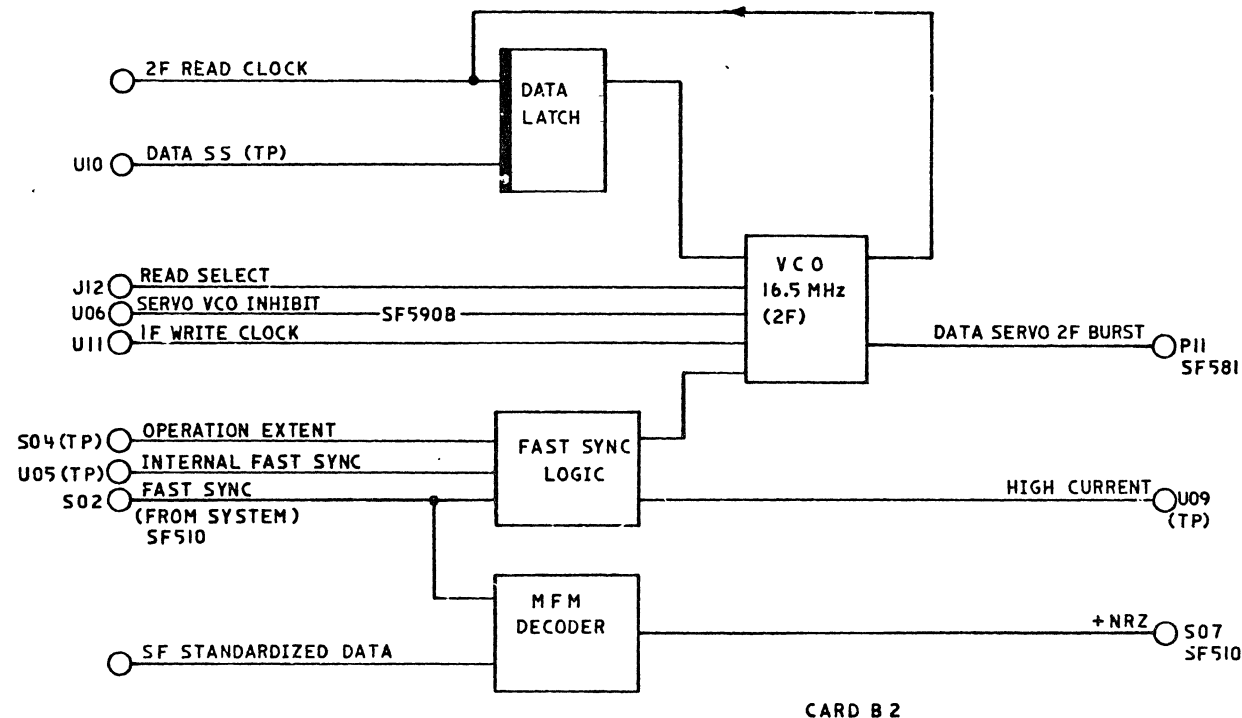 2F READ CLOCK
DATA
LATCH
U10
DATA SS (TP)
VCO
16.5 MHz
(2F)
J12
READ SELECT
U06
SERVO VCO INHIBIT
SF590B
U11
1F WRITE CLOCK
DATA SERVO 2F BURST
P11
SF581
S04(TP)
OPERATION EXTENT
U05(TP)
INTERNAL FAST SYNC
S02
FAST SYNC
(FROM SYSTEM)
SF510
FAST SYNC
LOGIC
HIGH CURRENT
U09
(TP)
MFM
DECODER
+NRZ
S07
SF510
SF STANDARDIZED DATA
CARD B2